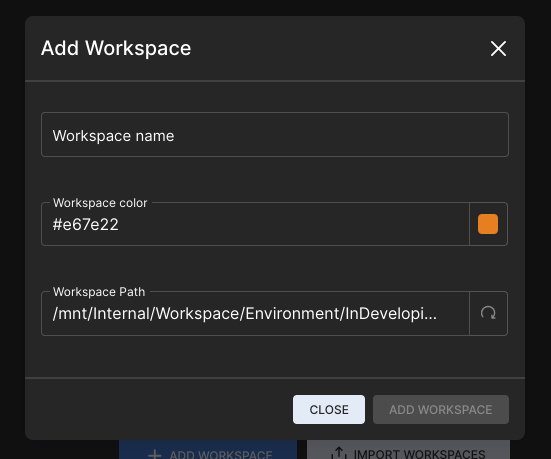 Add Workspace
Workspace name
Workspace color
#e67e22
Workspace Path
/mnt/Internal/Workspace/Environment/InDevelopi...
CLOSE ADD WORKSPACE
ADD WORKSPACE IMPORT WORKSPACES